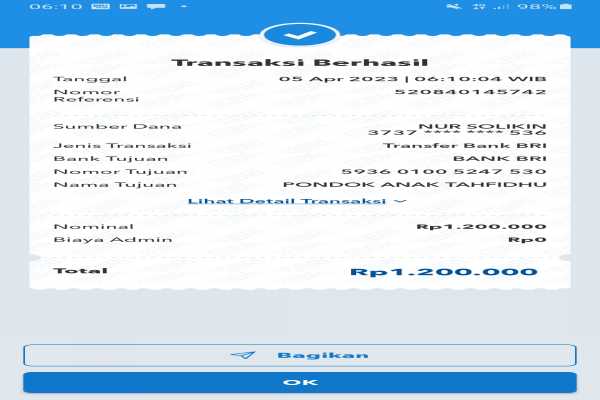 06:10 98%
Transaksi Berhasil
Tanggal 05 Apr 2023 | 06:10:04 WIB
Nomor Referensi 520840145742
Sumber Dana NUR SOLIKIN
3737 **** **** 536
Jenis Transaksi Transfer Bank BRI
Bank Tujuan BANK BRI
Nomor Tujuan 5936 0100 5247 530
Nama Tujuan PONDOK ANAK TAHFIDHU
Lihat Detail Transaksi
Nominal Rp1.200.000
Biaya Admin Rp0
Total Rp1.200.000
Bagikan
OK